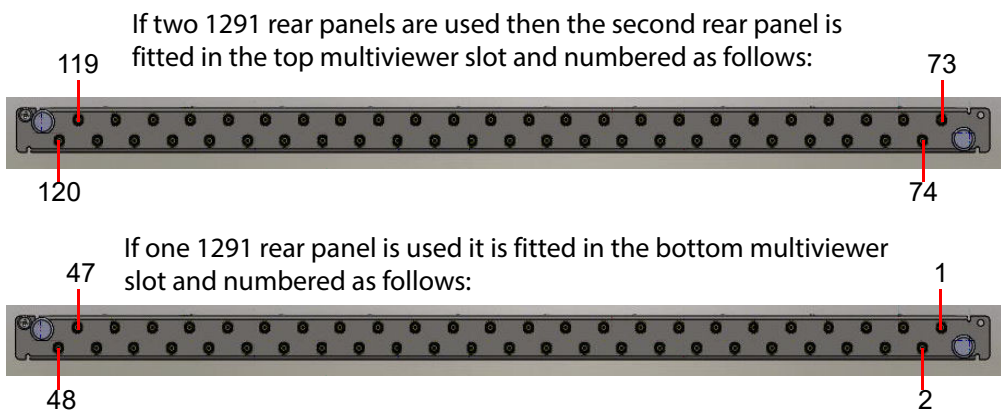 If two 1291 rear panels are used then the second rear panel is
fitted in the top multiviewer slot and numbered as follows:
119
73
120
74
If one 1291 rear panel is used it is fitted in the bottom multiviewer
slot and numbered as follows:
47
1
48
2